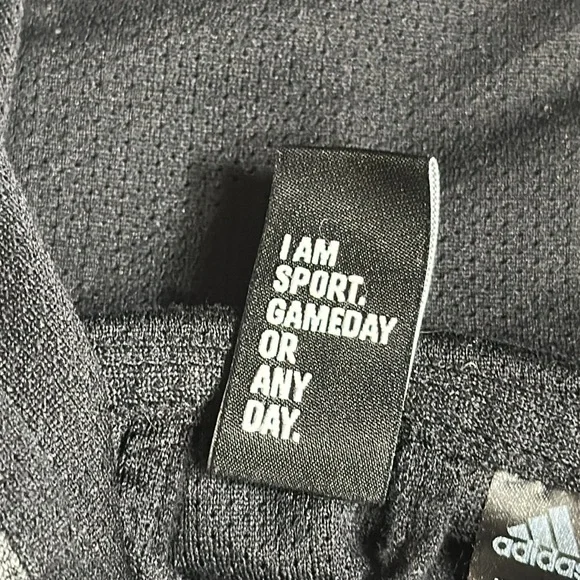 I AM
SPORT.
GAMEDAY
OR
ANY
DAY.
adidas